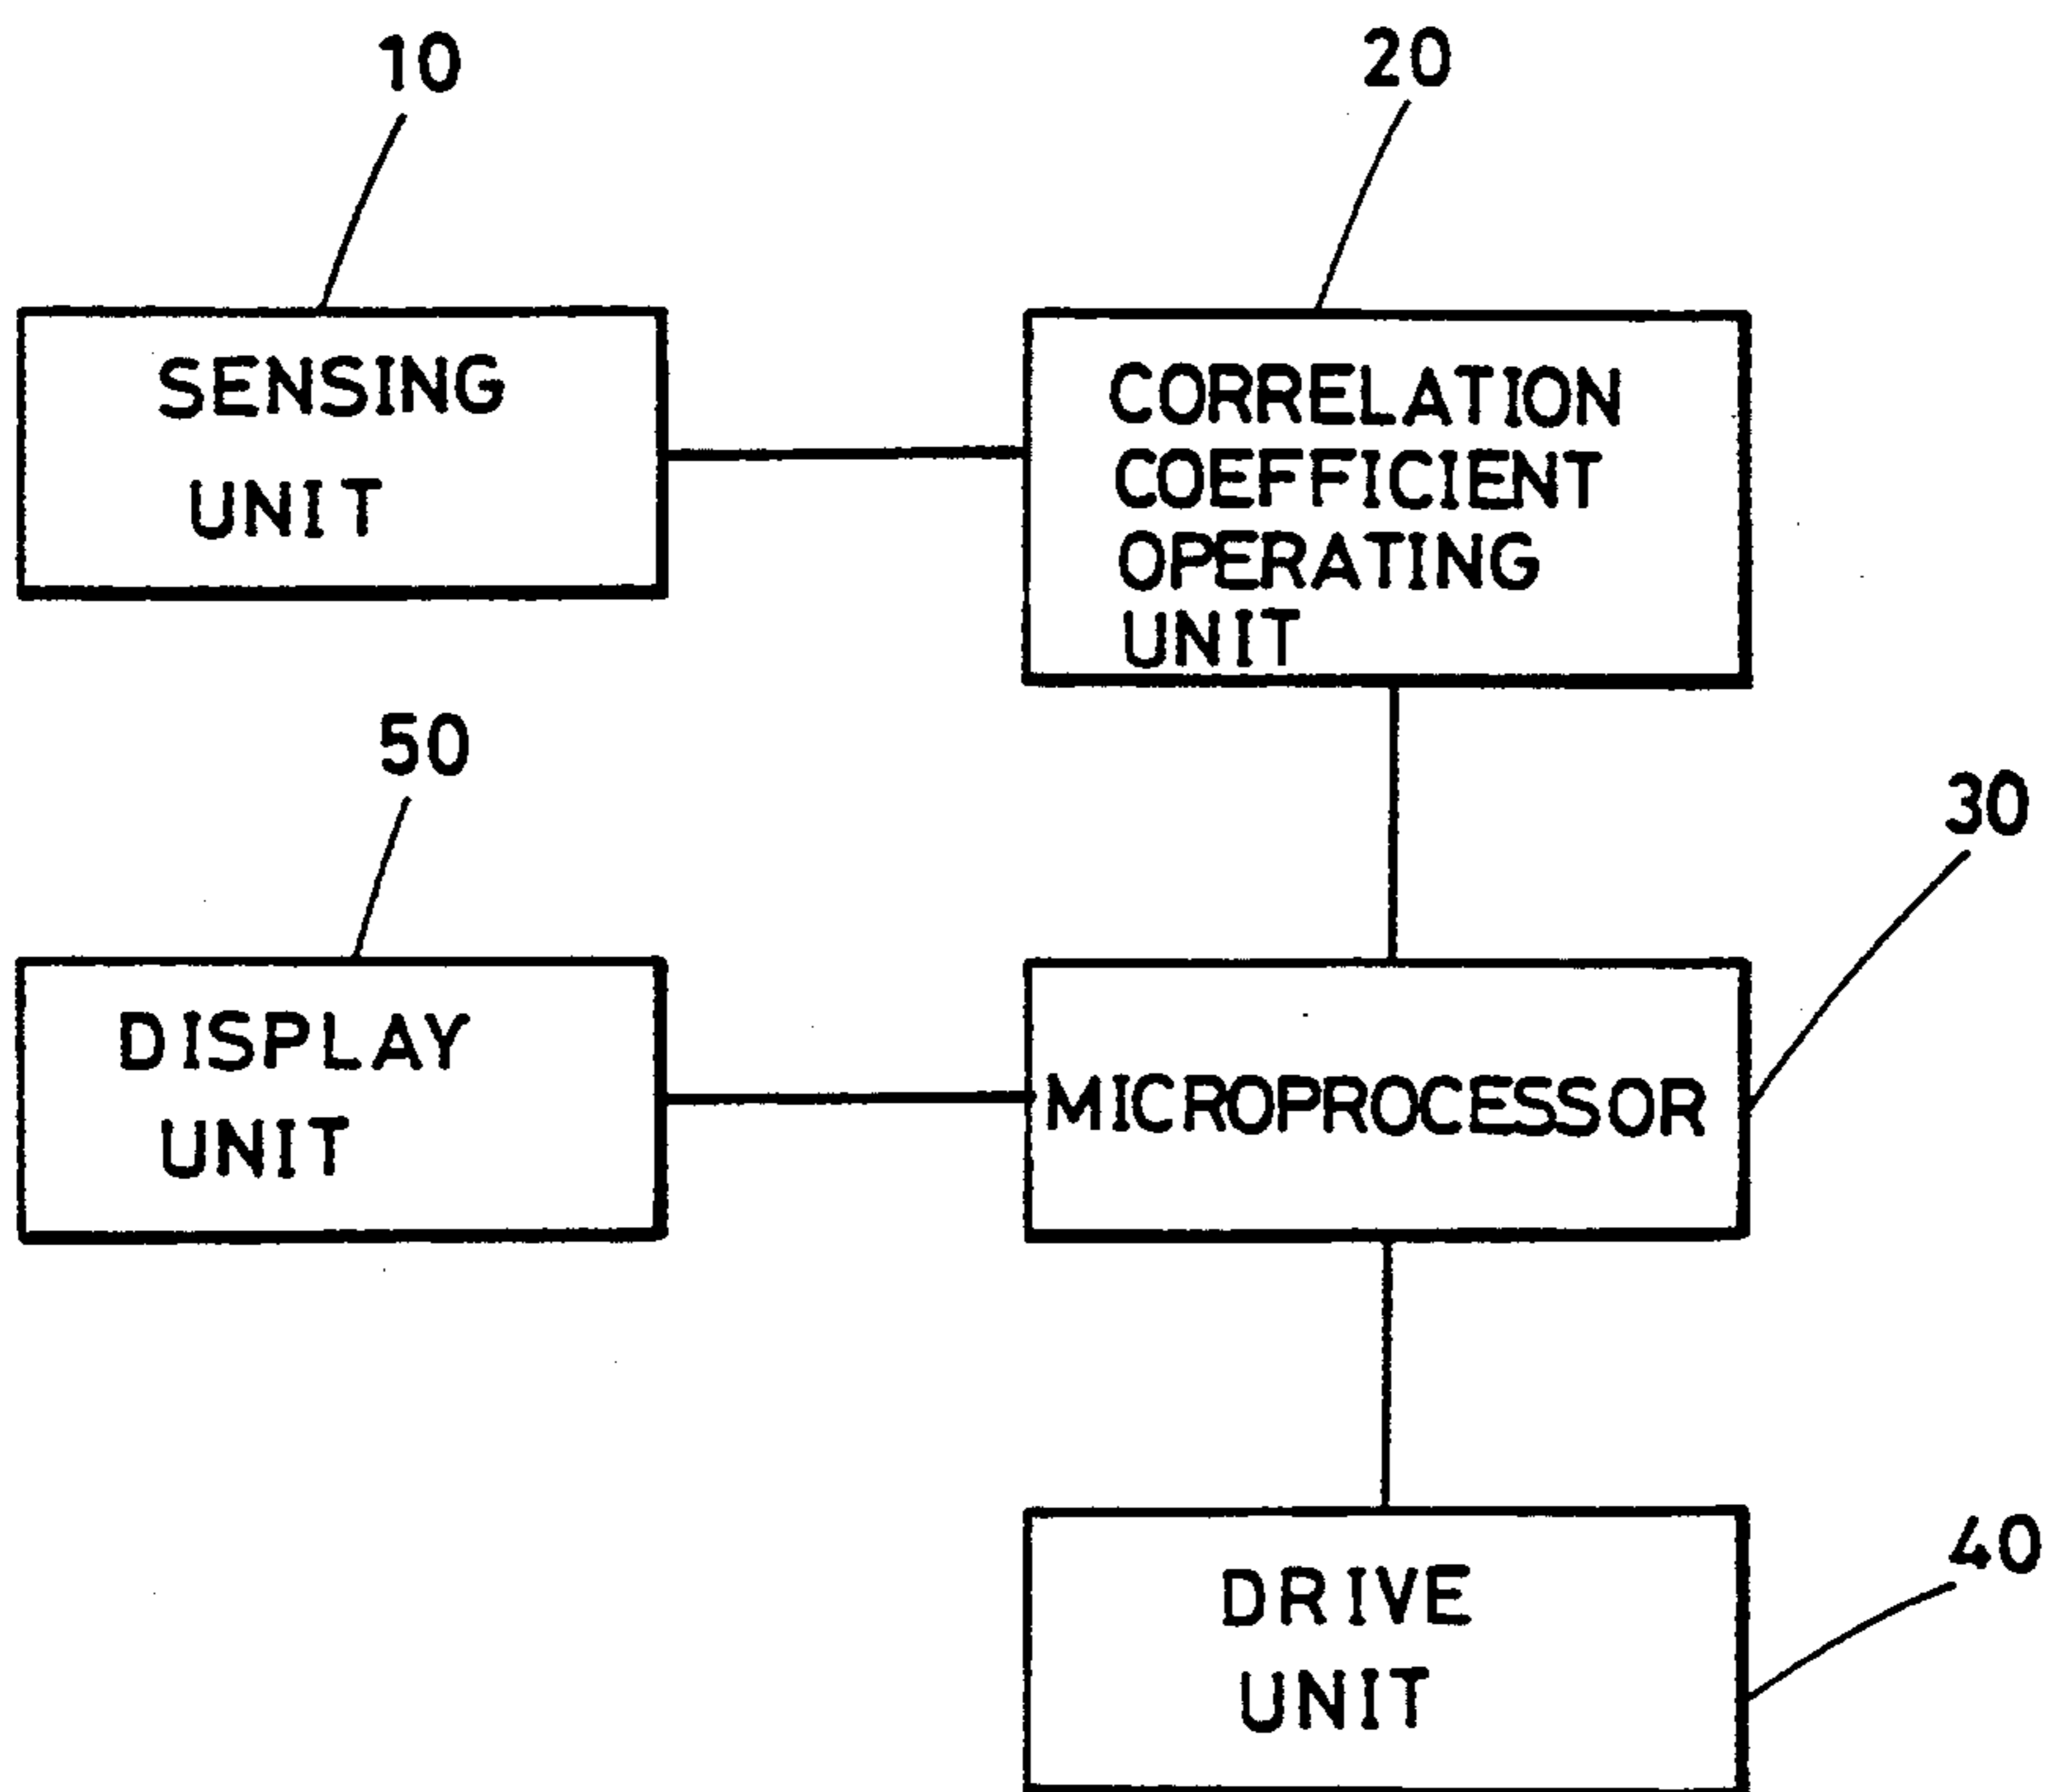 10
20
SENSING
UNIT
CORRELATION
COEFFICIENT
OPERATING
UNIT
50
30
DISPLAY
UNIT
MICROPROCESSOR
40
DRIVE
UNIT